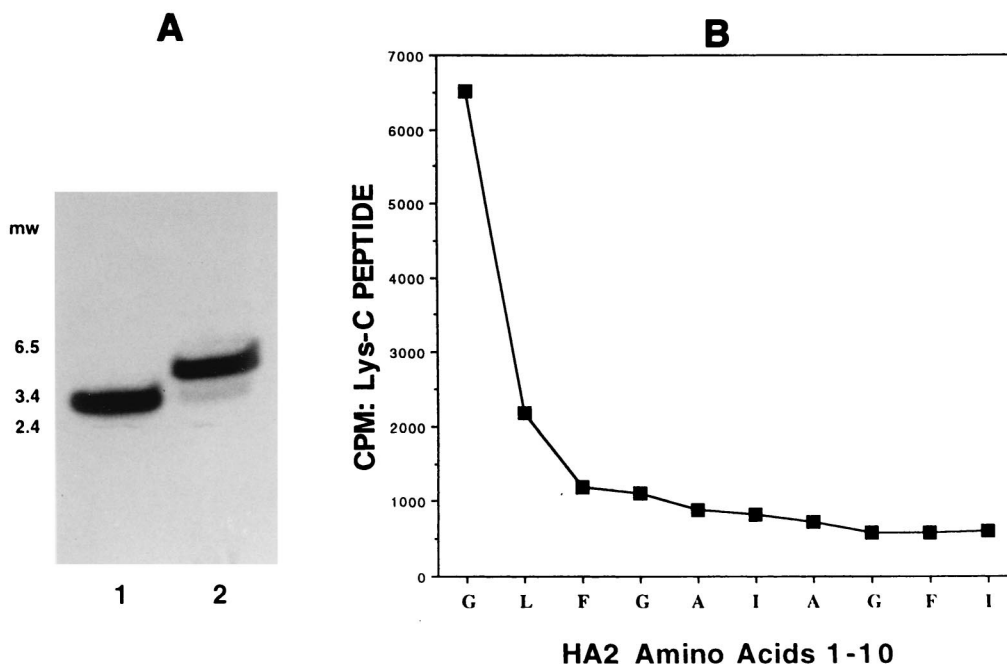 A
mw
6.5
3.4
2.4
1 2
B
CPM: Lys-C PEPTIDE
7000
6000
5000
4000
3000
2000
1000
0
G L F G A I A G F I
HA2 Amino Acids 1-10